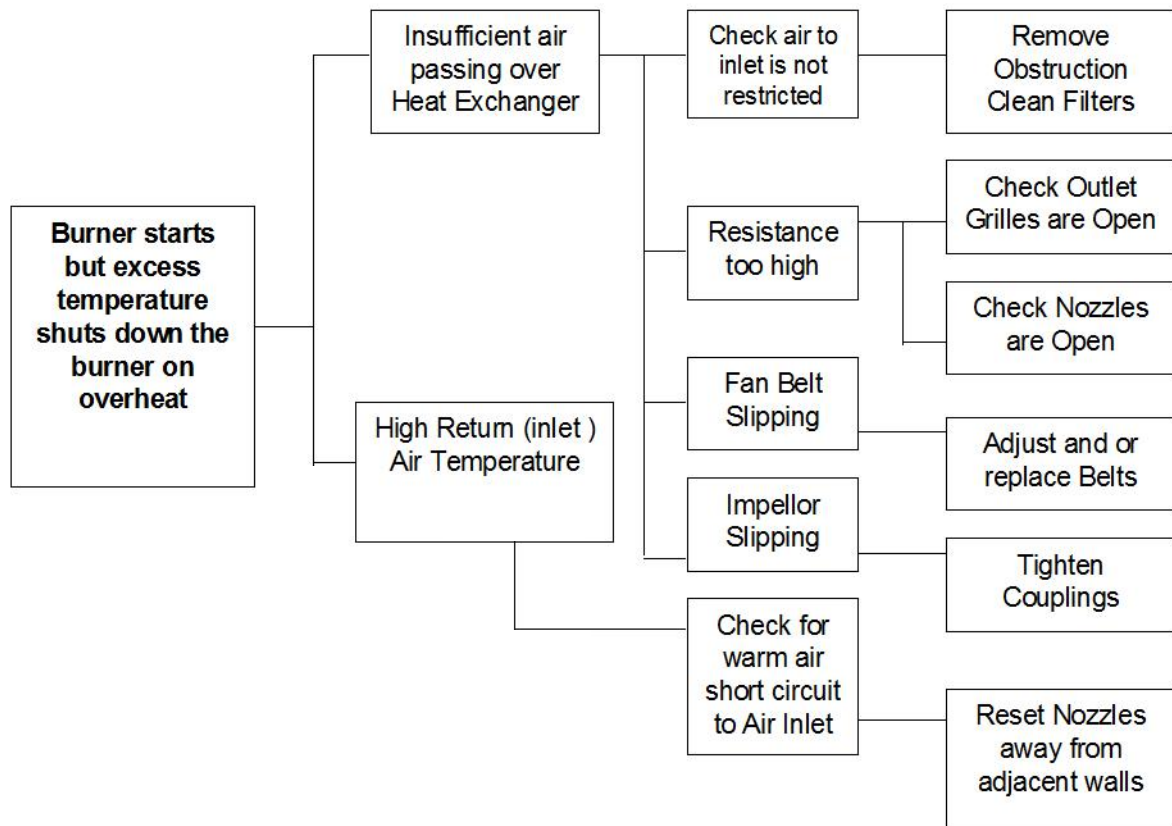 Burner starts
but excess
temperature
shuts down the
burner on
overheat
Insufficient air
passing over
Heat Exchanger
High Return (inlet )
Air Temperature
Check air to
inlet is not
restricted
Resistance
too high
Fan Belt
Slipping
Impellor
Slipping
Check for
warm air
short circuit
to Air Inlet
Remove
Obstruction
Clean Filters
Check Outlet
Grilles are Open
Check Nozzles
are Open
Adjust and or
replace Belts
Tighten
Couplings
Reset Nozzles
away from
adjacent walls